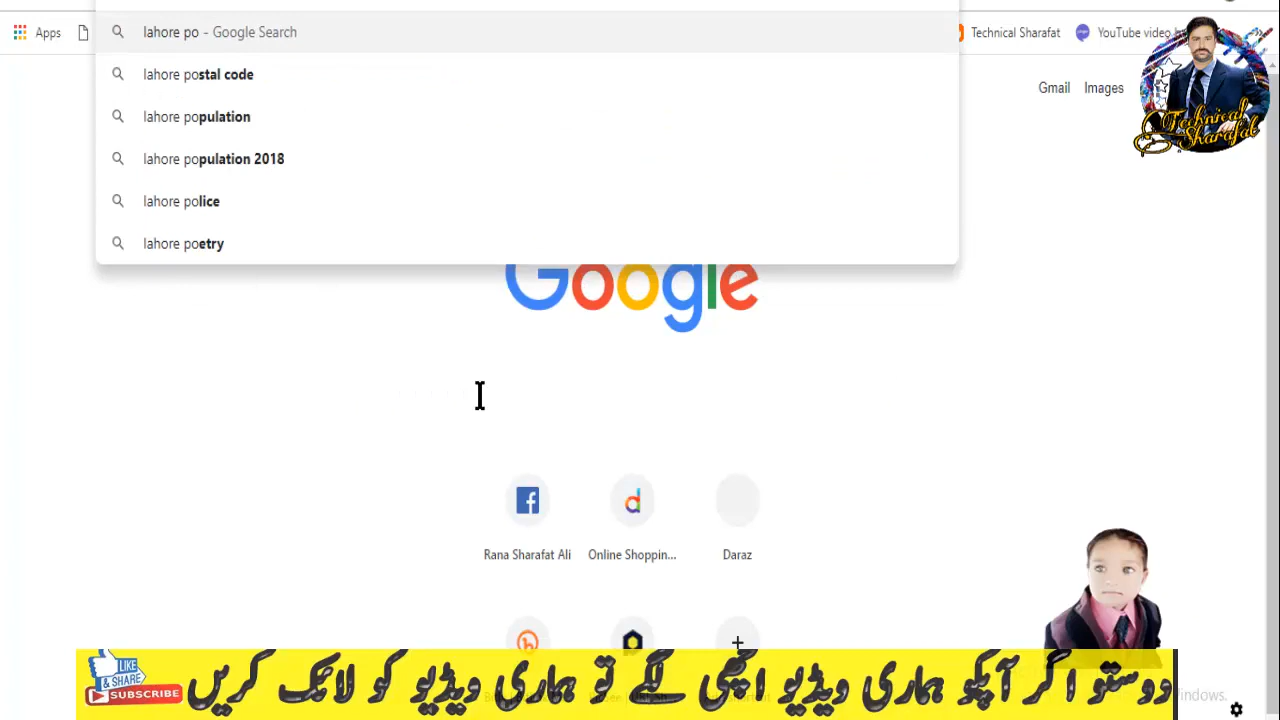 lahore po - Google Search
Apps
Technical Sharafat
YouTube video
lahore postal code
Gmail Images
lahore population
Technical Sharafat
lahore population 2018
lahore police
lahore poetry
Google
Rana Sharafat Ali
Online Shoppin...
Daraz
LIKE & SHARE
SUBSCRIBE
دوستو اگر آپکو ہماری ویڈیو اچھی لگے تو ہماری ویڈیو کو لائک کریں